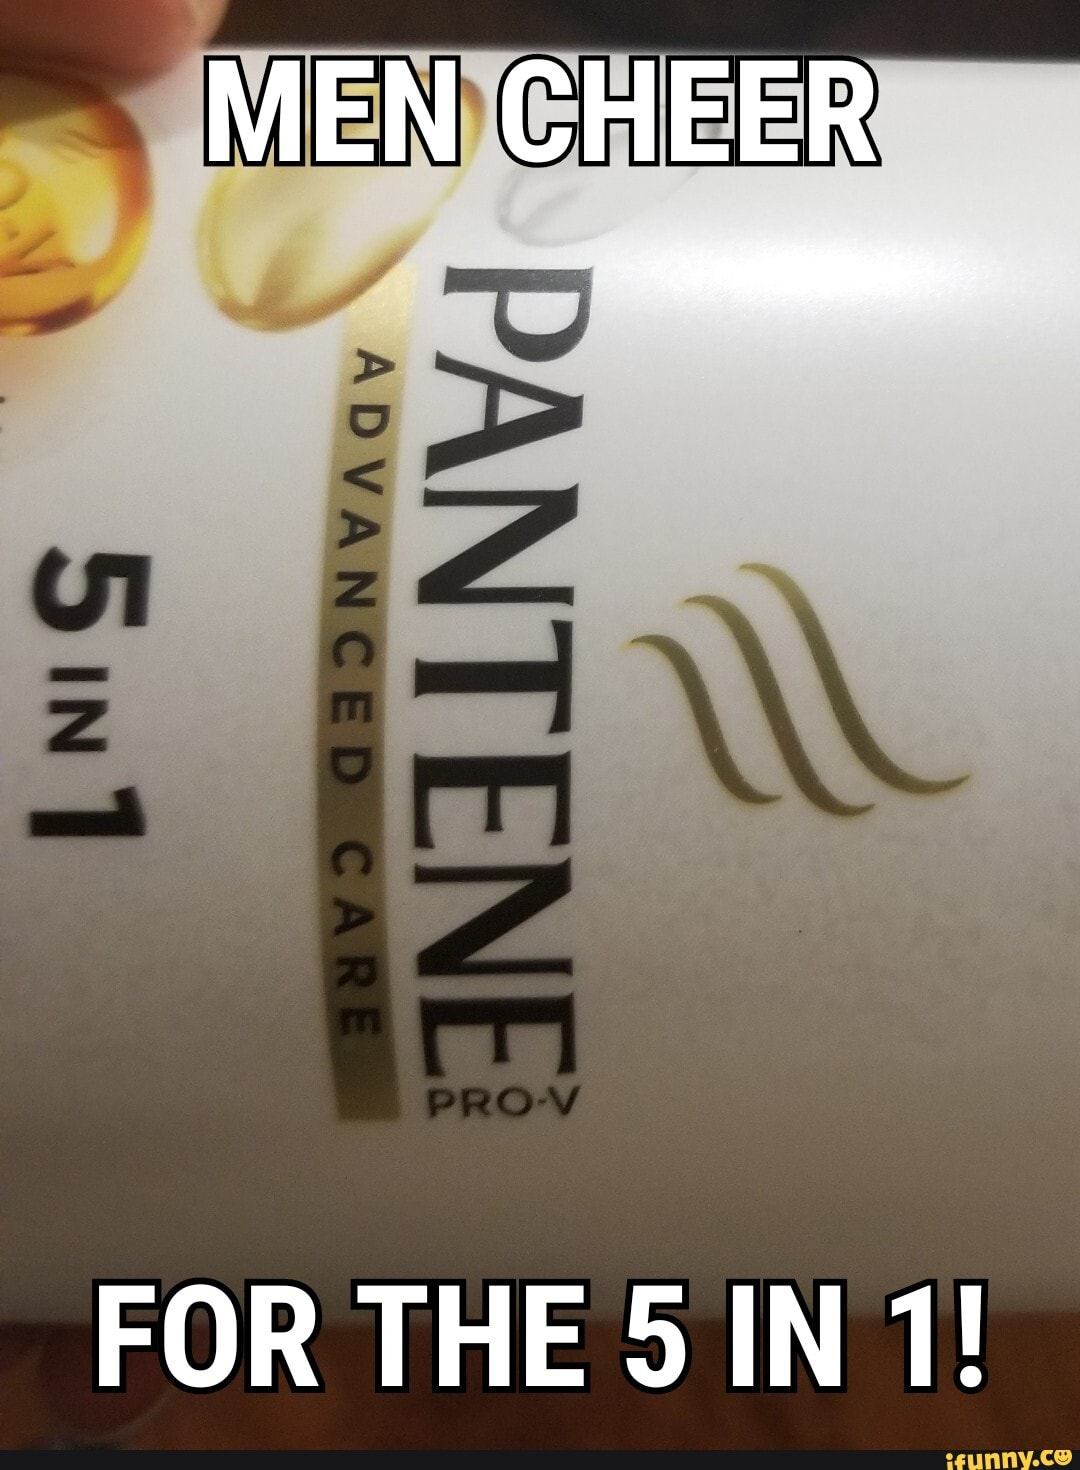 MEN CHEER
PANTENE
PRO-V
ADVANCED CARE
5 IN 1
FOR THE 5 IN 1!
ifunny.co